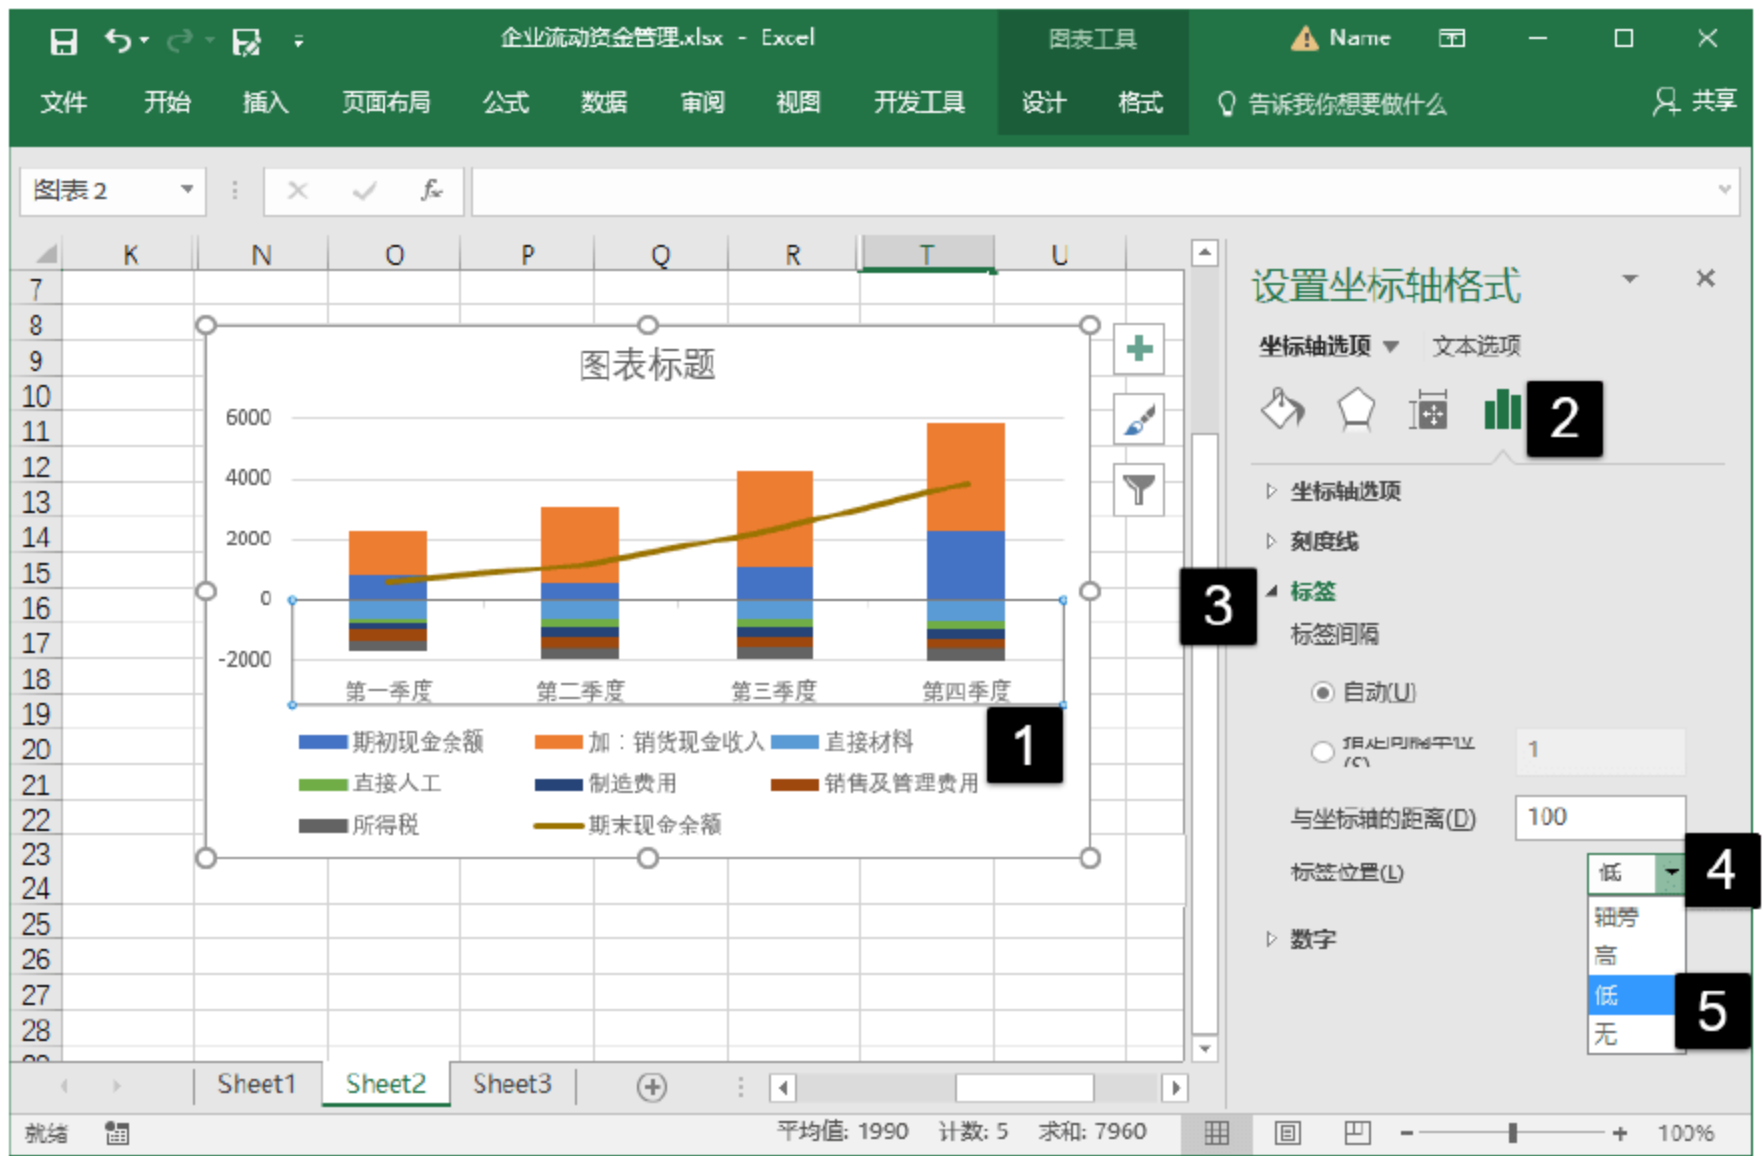 企业流动资金管理.xlsx - Excel
图表工具
Name
文件 开始 插入 页面布局 公式 数据 审阅 视图 开发工具 设计 格式 告诉我你想要做什么 共享
图表 2
fx
K N O P Q R T U
7
8
9
10
11
12
13
14
15
16
17
18
19
20
21
22
23
24
25
26
27
28
图表标题
6000
4000
2000
0
-2000
第一季度 第二季度 第三季度 第四季度
1
期初现金余额 加：销货现金收入 直接材料
直接人工 制造费用 销售及管理费用
所得税 期末现金余额
设置坐标轴格式
坐标轴选项 文本选项
2
坐标轴选项
刻度线
3
标签
标签间隔
自动(U)
指定间隔单位(S) 1
与坐标轴的距离(D) 100
标签位置(L) 低
4
轴旁
高
低
5
无
数字
Sheet1 Sheet2 Sheet3
就绪 平均值: 1990 计数: 5 求和: 7960 100%